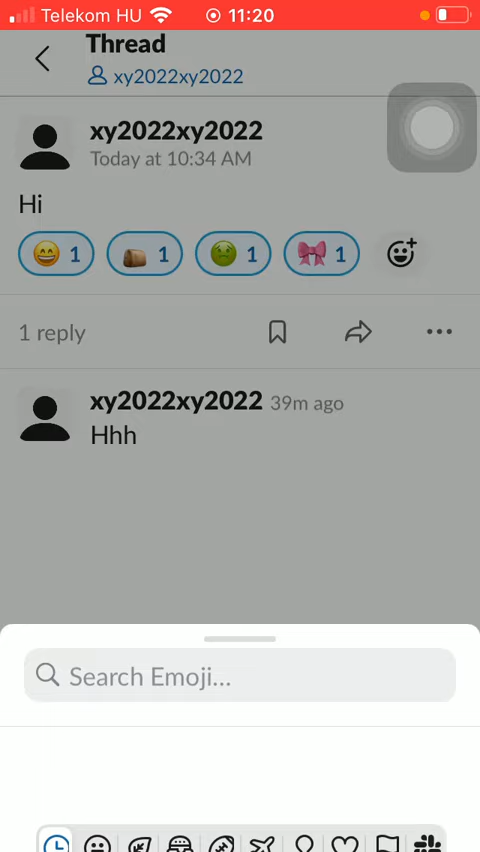 Telekom HU 11:20
Thread
xy2022xy2022
xy2022xy2022
Today at 10:34 AM
Hi
1 1 1 1
1 reply
xy2022xy2022 39m ago
Hhh
Search Emoji...